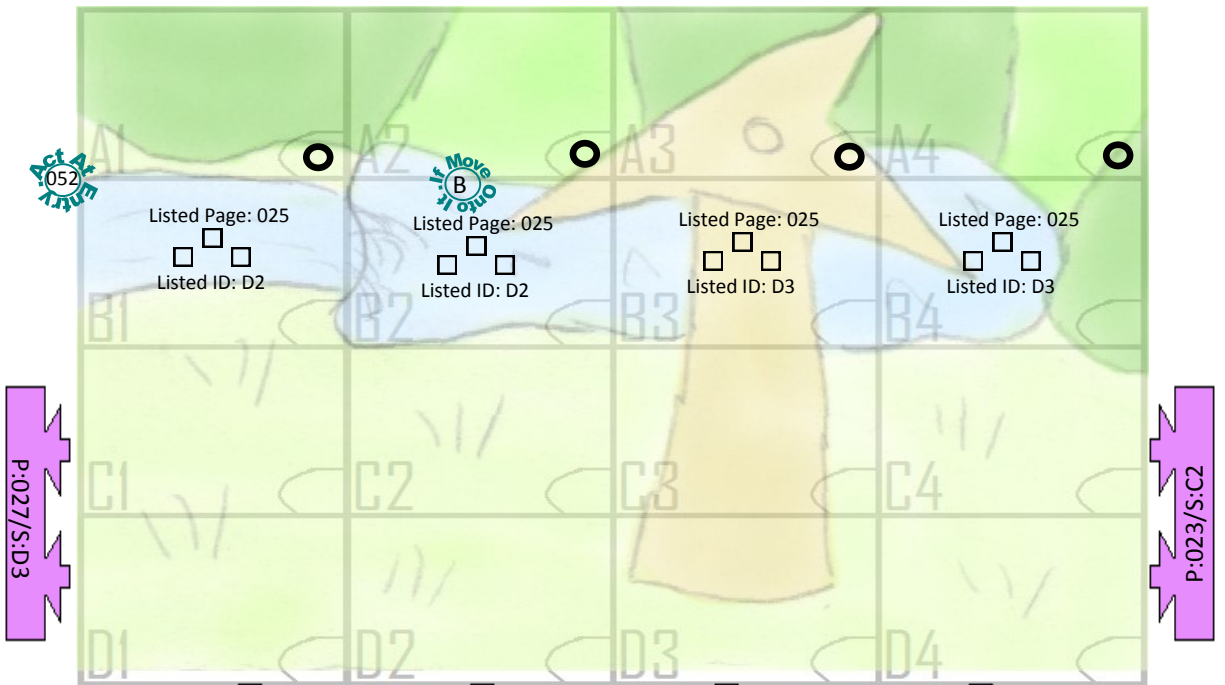 A1
A2
A3
A4
Act At Entry.
052
If Move Onto It.
B
Listed Page: 025
Listed ID: D2
Listed Page: 025
Listed ID: D2
Listed Page: 025
Listed ID: D3
Listed Page: 025
Listed ID: D3
B1
B2
B3
B4
P:027/S:D3
P:023/S:C2
C1
C2
C3
C4
D1
D2
D3
D4